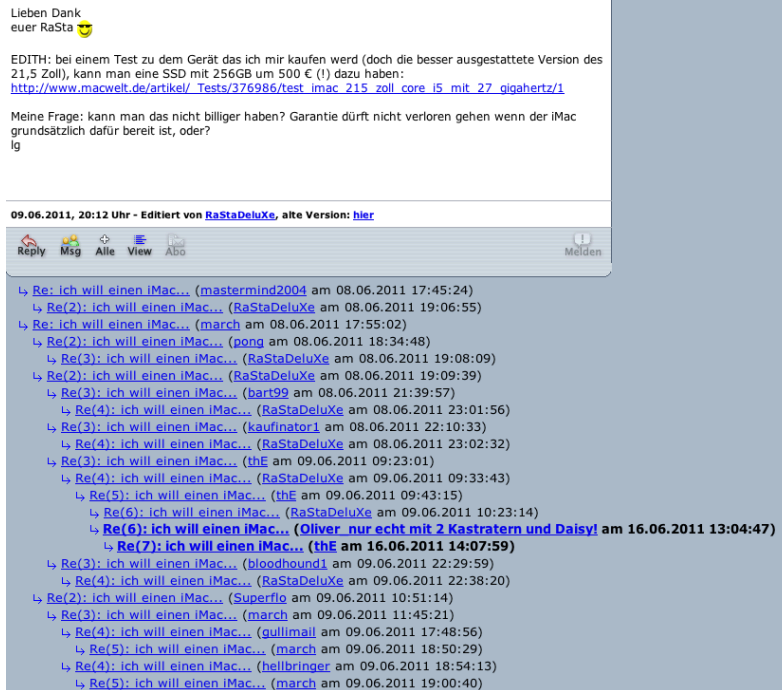 Lieben Dank
euer RaSta
EDITH: bei einem Test zu dem Gerät das ich mir kaufen werd (doch die besser ausgestattete Version des
21,5 Zoll), kann man eine SSD mit 256GB um 500 € (!) dazu haben:
http://www.macwelt.de/artikel/_Tests/376986/test_imac_215_zoll_core_i5_mit_27_gigahertz/1
Meine Frage: kann man das nicht billiger haben? Garantie dürft nicht verloren gehen wenn der iMac
grundsätzlich dafür bereit ist, oder?
lg
09.06.2011, 20:12 Uhr - Editiert von RaStaDeluXe, alte Version: hier
Reply Msg Alle View Abo Melden
Re: ich will einen iMac... (mastermind2004 am 08.06.2011 17:45:24)
Re(2): ich will einen iMac... (RaStaDeluXe am 08.06.2011 19:06:55)
Re: ich will einen iMac... (march am 08.06.2011 17:55:02)
Re(2): ich will einen iMac... (pong am 08.06.2011 18:34:48)
Re(3): ich will einen iMac... (RaStaDeluXe am 08.06.2011 19:08:09)
Re(2): ich will einen iMac... (RaStaDeluXe am 08.06.2011 19:09:39)
Re(3): ich will einen iMac... (bart99 am 08.06.2011 21:39:57)
Re(4): ich will einen iMac... (RaStaDeluXe am 08.06.2011 23:01:56)
Re(3): ich will einen iMac... (kaufinator1 am 08.06.2011 22:10:33)
Re(4): ich will einen iMac... (RaStaDeluXe am 08.06.2011 23:02:32)
Re(3): ich will einen iMac... (thE am 09.06.2011 09:23:01)
Re(4): ich will einen iMac... (RaStaDeluXe am 09.06.2011 09:33:43)
Re(5): ich will einen iMac... (thE am 09.06.2011 09:43:15)
Re(6): ich will einen iMac... (RaStaDeluXe am 09.06.2011 10:23:14)
Re(6): ich will einen iMac... (Oliver_nur echt mit 2 Kastratern und Daisy! am 16.06.2011 13:04:47)
Re(7): ich will einen iMac... (thE am 16.06.2011 14:07:59)
Re(3): ich will einen iMac... (bloodhound1 am 09.06.2011 22:29:59)
Re(4): ich will einen iMac... (RaStaDeluXe am 09.06.2011 22:38:20)
Re(2): ich will einen iMac... (Superflo am 09.06.2011 10:51:14)
Re(3): ich will einen iMac... (march am 09.06.2011 11:45:21)
Re(4): ich will einen iMac... (gullimail am 09.06.2011 17:48:56)
Re(5): ich will einen iMac... (march am 09.06.2011 18:50:29)
Re(4): ich will einen iMac... (hellbringer am 09.06.2011 18:54:13)
Re(5): ich will einen iMac... (march am 09.06.2011 19:00:40)